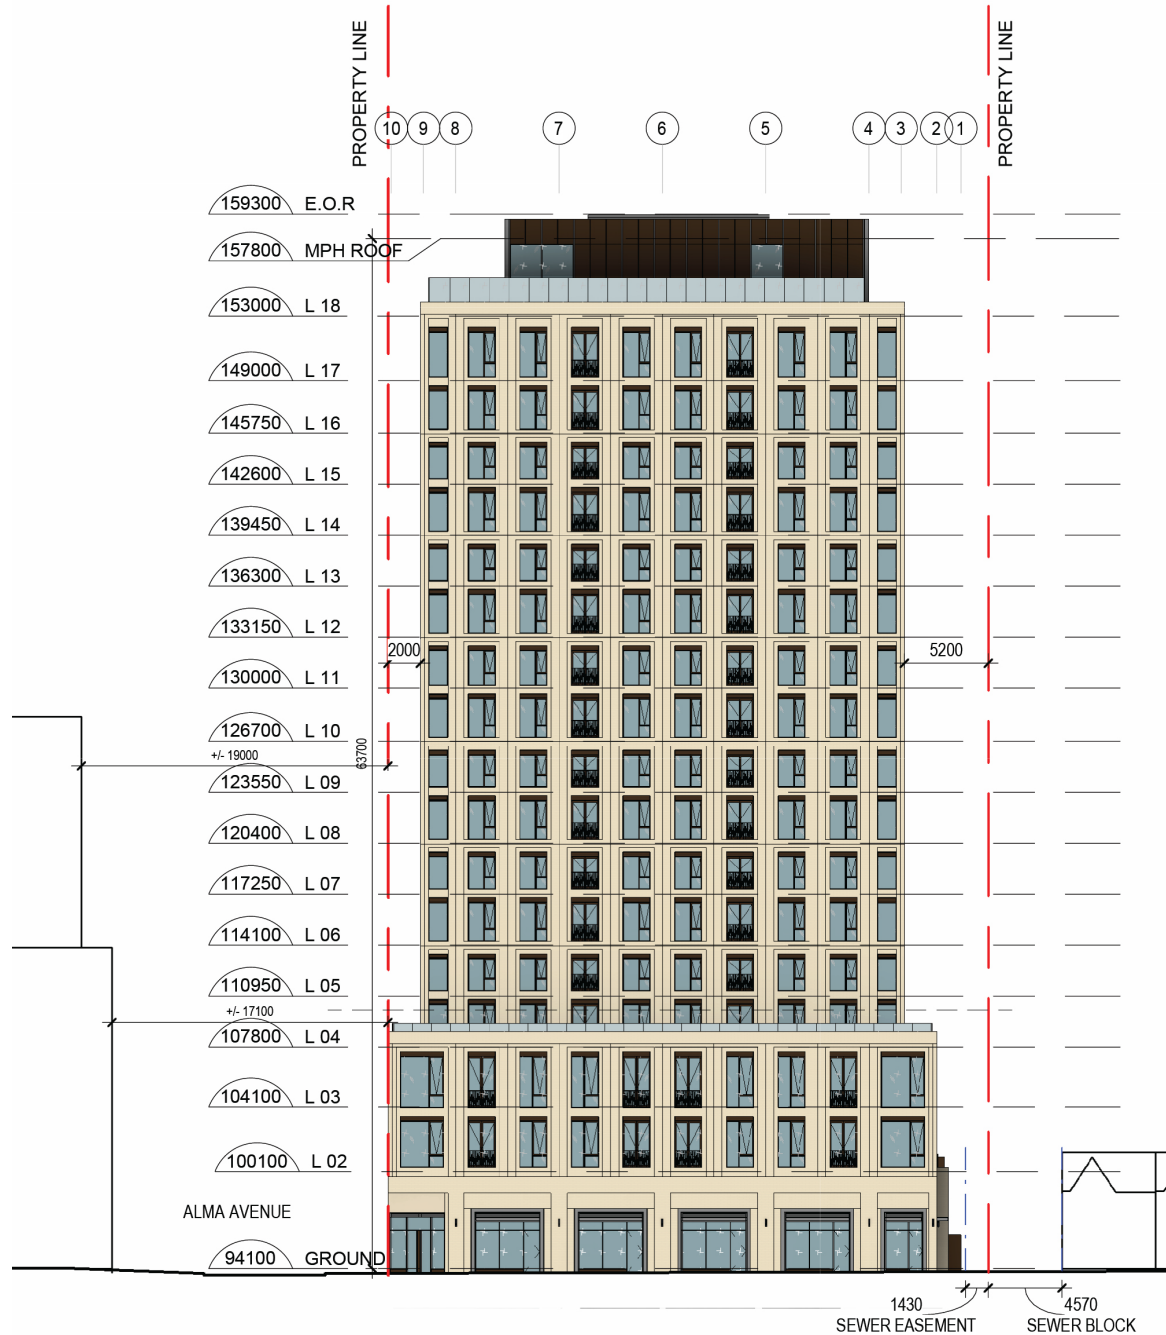 PROPERTY LINE
PROPERTY LINE
10 9 8 7 6 5 4 3 2 1
159300 E.O.R
157800 MPH ROOF
153000 L 18
149000 L 17
145750 L 16
142600 L 15
139450 L 14
136300 L 13
133150 L 12
2000 5200
130000 L 11
126700 L 10
+/- 19000
63700
123550 L 09
120400 L 08
117250 L 07
114100 L 06
110950 L 05
+/- 17100
107800 L 04
104100 L 03
100100 L 02
ALMA AVENUE
94100 GROUND
1430 4570
SEWER EASEMENT SEWER BLOCK